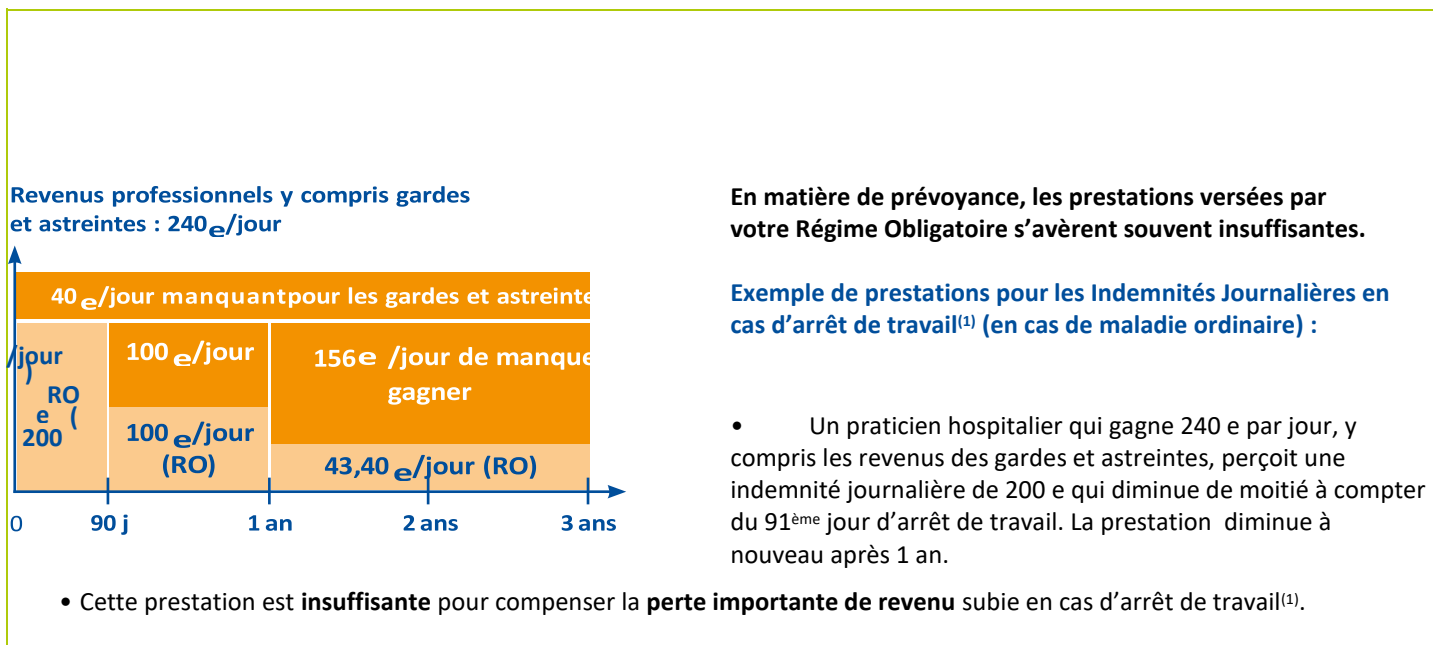 Revenus professionnels y compris gardes
et astreintes : 240e/jour
40 e/jour manquantpour les gardes et astreinte
/jour
)
RO
e (
200
100 e/jour
100 e/jour
(RO)
156e /jour de manque
gagner
43,40 e/jour (RO)
0 90 j 1 an 2 ans 3 ans
En matière de prévoyance, les prestations versées par
votre Régime Obligatoire s’avèrent souvent insuffisantes.
Exemple de prestations pour les Indemnités Journalières en
cas d’arrêt de travail(1) (en cas de maladie ordinaire) :
• Un praticien hospitalier qui gagne 240 e par jour, y
compris les revenus des gardes et astreintes, perçoit une
indemnité journalière de 200 e qui diminue de moitié à compter
du 91ème jour d’arrêt de travail. La prestation diminue à
nouveau après 1 an.
• Cette prestation est insuffisante pour compenser la perte importante de revenu subie en cas d’arrêt de travail(1).